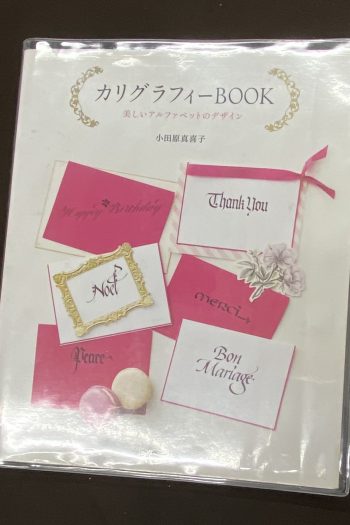 カリグラフィーBOOK
美しいアルファベットのデザイン
小田原真喜子
Happy Birthday
Thank You
Noël
merci
Peace
Bon
Mariage